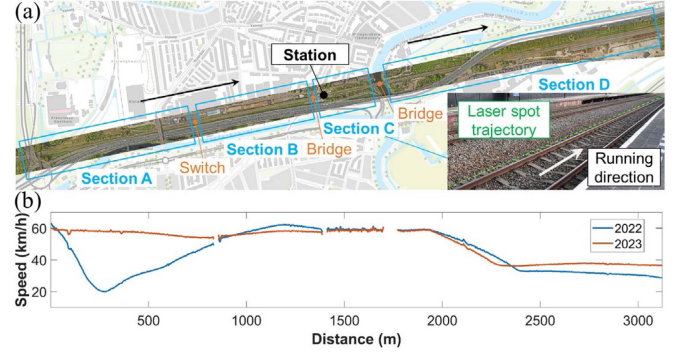 (a)
Station
Section A
Switch
Section B
Bridge
Section C
Bridge
Section D
Laser spot
trajectory
Running
direction
(b)
Speed (km/h)
60
40
20
2022
2023
500
1000
1500
2000
2500
3000
Distance (m)